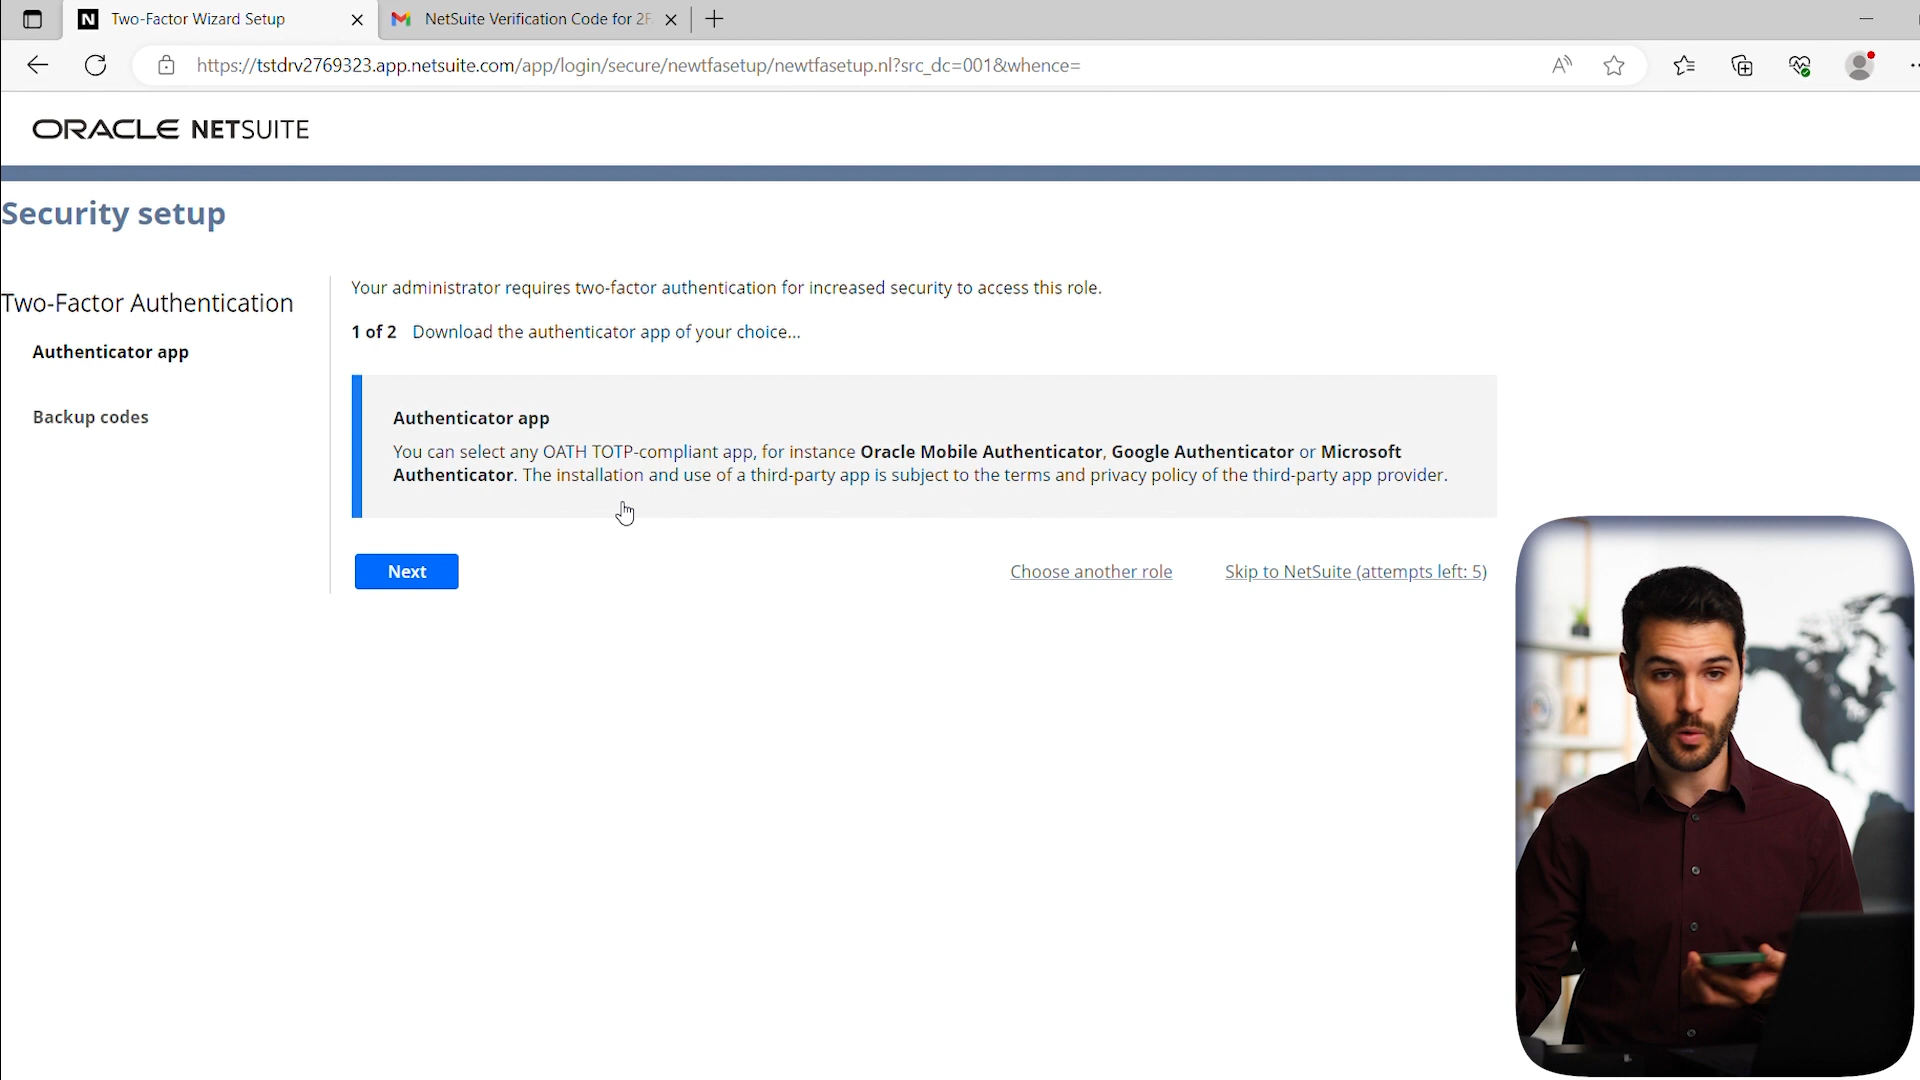 Two-Factor Wizard Setup
NetSuite Verification Code for 2F
https://tstdrv2769323.app.netsuite.com/app/login/secure/newtfasetup/newtfasetup.nl?src_dc=001&whence=
ORACLE NETSUITE
Security setup
Two-Factor Authentication
Authenticator app
Backup codes
Your administrator requires two-factor authentication for increased security to access this role.
1 of 2 Download the authenticator app of your choice...
Authenticator app
You can select any OATH TOTP-compliant app, for instance Oracle Mobile Authenticator, Google Authenticator or Microsoft
Authenticator. The installation and use of a third-party app is subject to the terms and privacy policy of the third-party app provider.
Next
Choose another role
Skip to NetSuite (attempts left: 5)